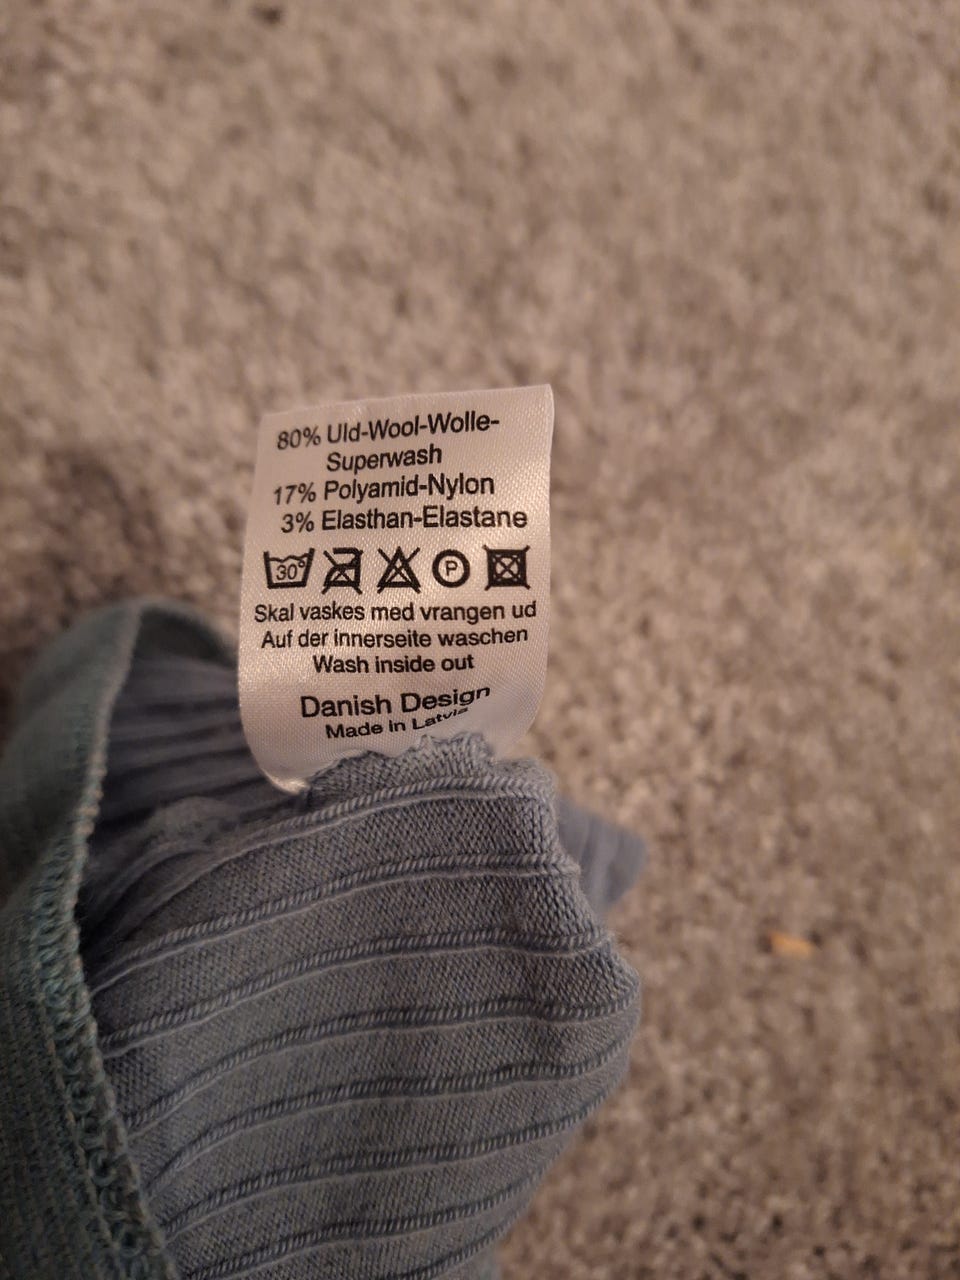 80% Uld-Wool-Wolle-
Superwash
17% Polyamid-Nylon
3% Elasthan-Elastane
30° P
Skal vaskes med vrangen ud
Auf der innerseite waschen
Wash inside out
Danish Design
Made in Latvia